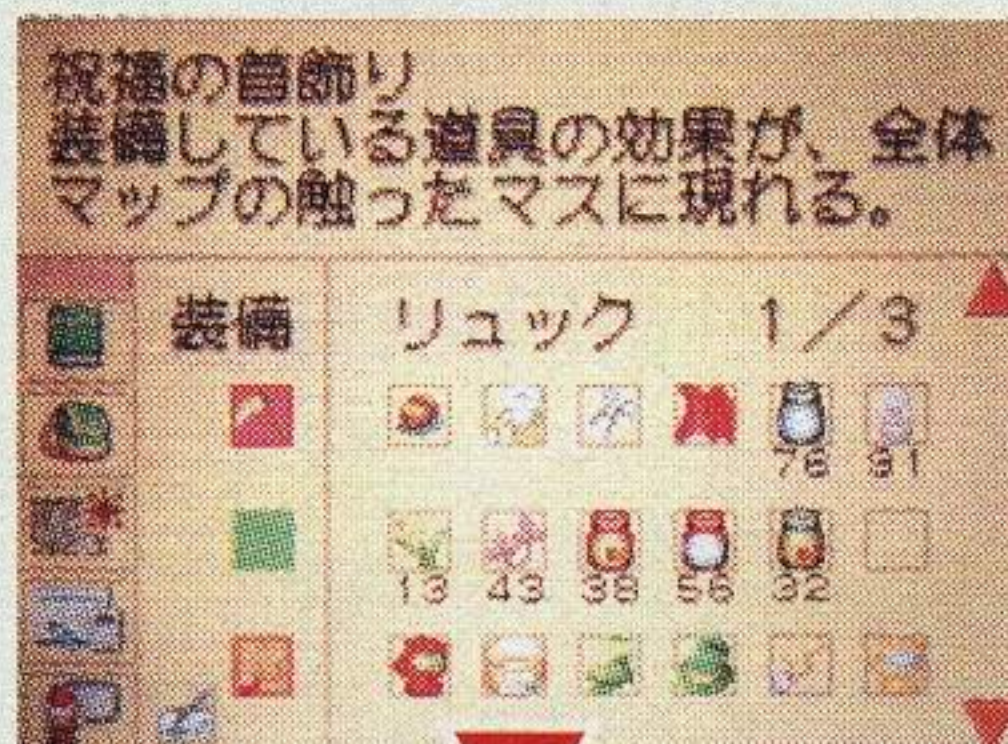 祝福の首飾り
装備している道具の効果が、全体
マップの触ったマスに現れる。
装備
リュック 1／3
76 91
13 43 38 56 32